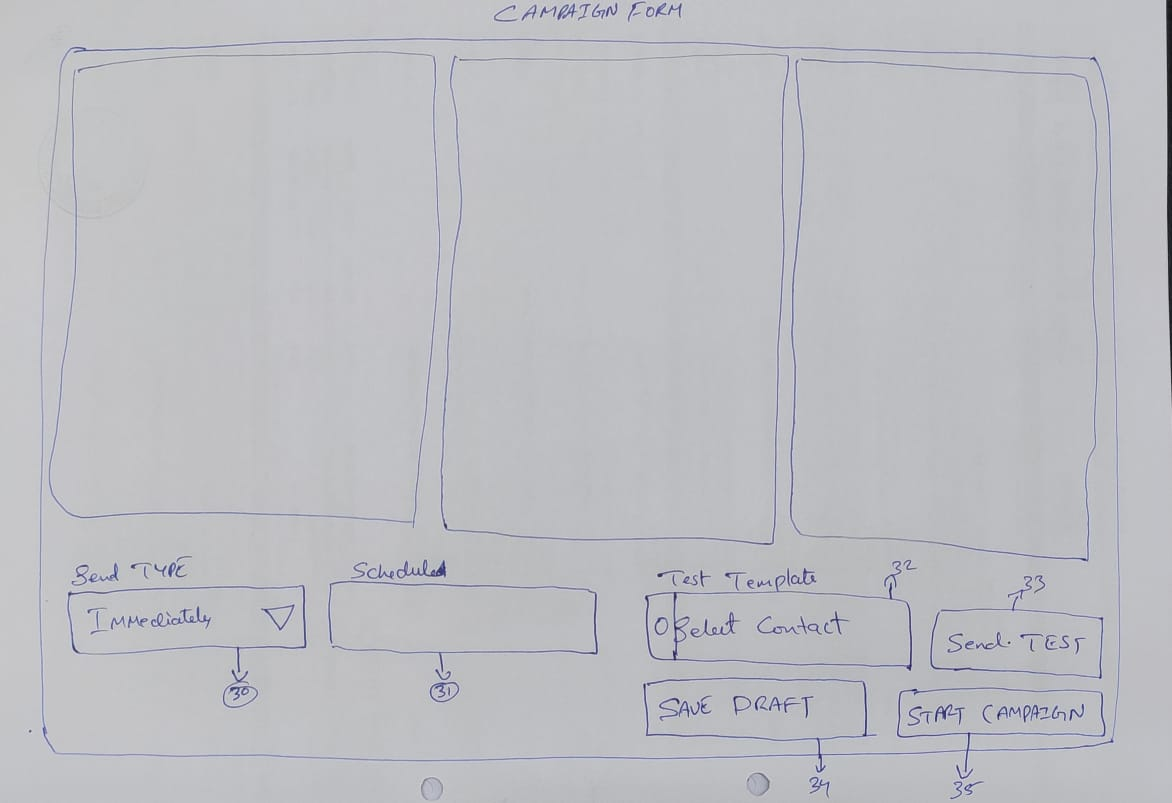 CAMPAIGN FORM
Send TYPE
Scheduled
Test Template
32
33
Immediately
Select Contact
Send TEST
30
31
SAVE DRAFT
START CAMPAIGN
34
35